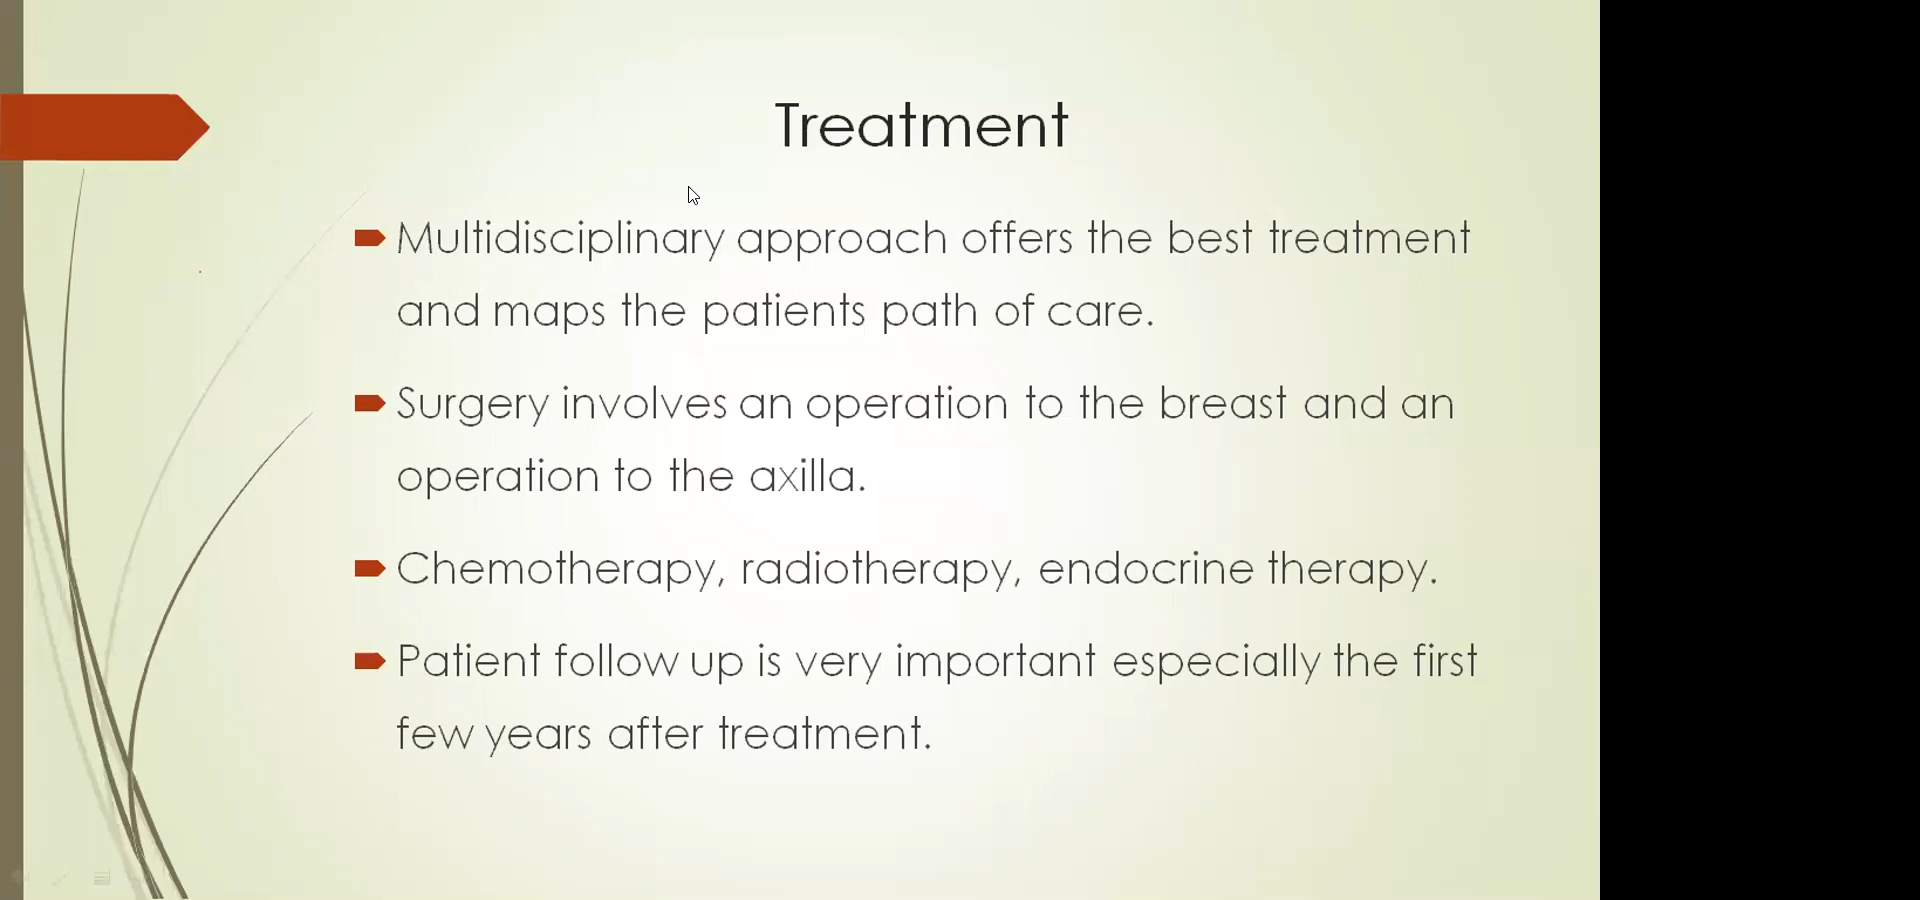 Treatment
Multidisciplinary approach offers the best treatment
and maps the patients path of care.
Surgery involves an operation to the breast and an
operation to the axilla.
Chemotherapy, radiotherapy, endocrine therapy.
Patient follow up is very important especially the first
few years after treatment.